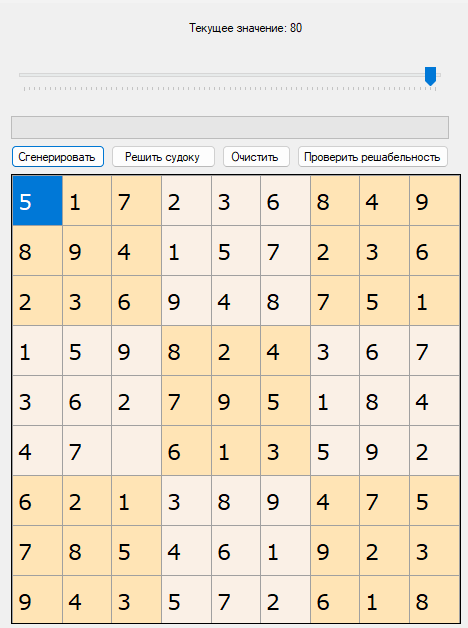 Текущее значение: 80
Сгенерировать Решить судоку Очистить Проверить решабельность
5 1 7 2 3 6 8 4 9
8 9 4 1 5 7 2 3 6
2 3 6 9 4 8 7 5 1
1 5 9 8 2 4 3 6 7
3 6 2 7 9 5 1 8 4
4 7 6 1 3 5 9 2
6 2 1 3 8 9 4 7 5
7 8 5 4 6 1 9 2 3
9 4 3 5 7 2 6 1 8